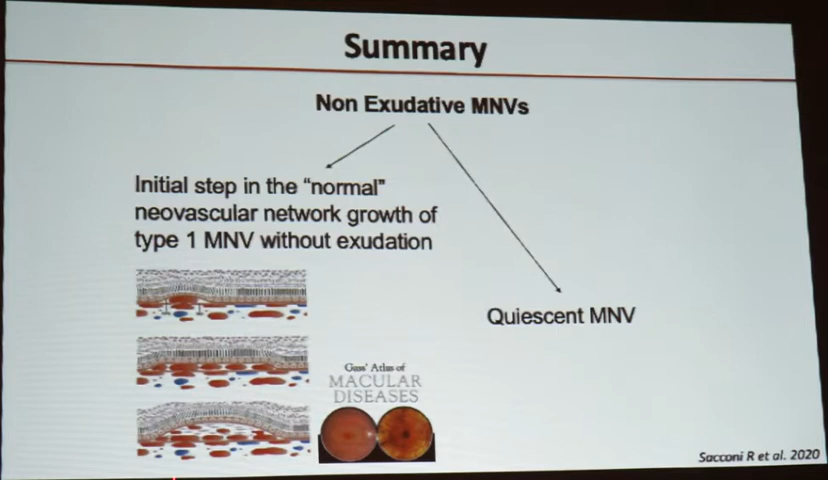 Summary
Non Exudative MNVs
Initial step in the “normal”
neovascular network growth of
type 1 MNV without exudation
Quiescent MNV
Gass' Atlas of
MACULAR
DISEASES
Sacconi R et al. 2020